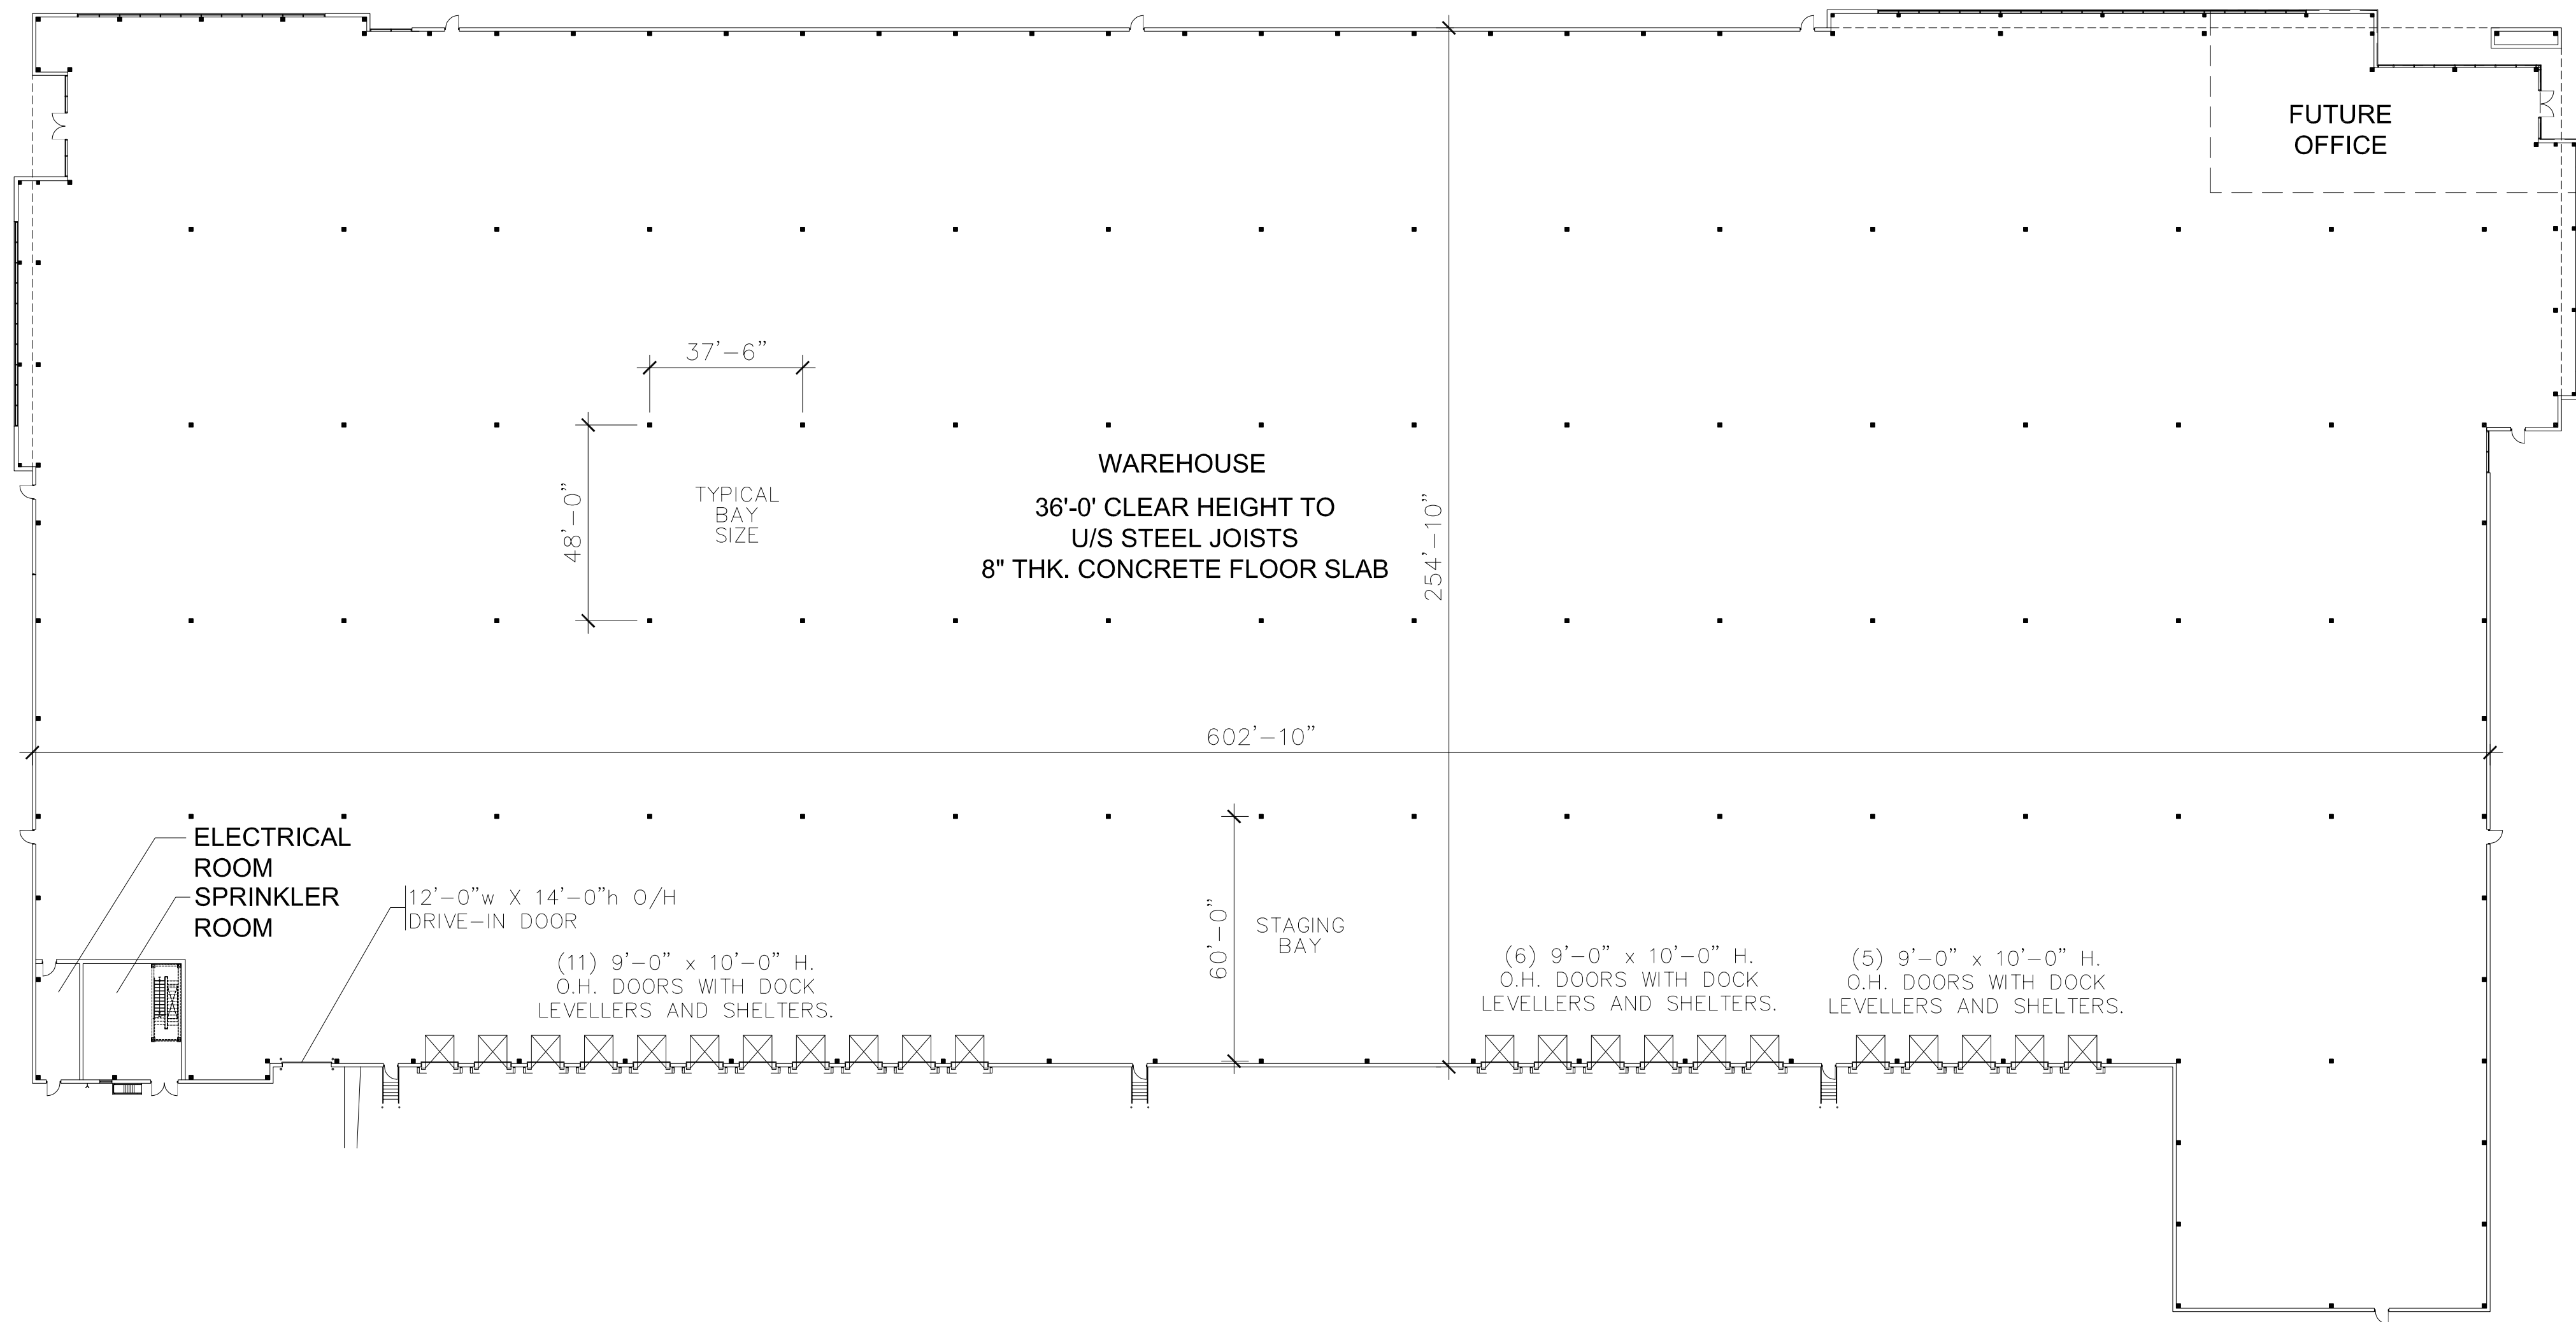 FUTURE
OFFICE
37’-6”
48’-0”
TYPICAL
BAY
SIZE
WAREHOUSE
36'-0' CLEAR HEIGHT TO
U/S STEEL JOISTS
8" THK. CONCRETE FLOOR SLAB
254’-10”
602’-10”
ELECTRICAL
ROOM
SPRINKLER
ROOM
12’-0”w X 14’-0”h O/H
DRIVE-IN DOOR
(11) 9’-0” x 10’-0” H.
O.H. DOORS WITH DOCK
LEVELLERS AND SHELTERS.
60’-0”
STAGING
BAY
(6) 9’-0” x 10’-0” H.
O.H. DOORS WITH DOCK
LEVELLERS AND SHELTERS.
(5) 9’-0” x 10’-0” H.
O.H. DOORS WITH DOCK
LEVELLERS AND SHELTERS.